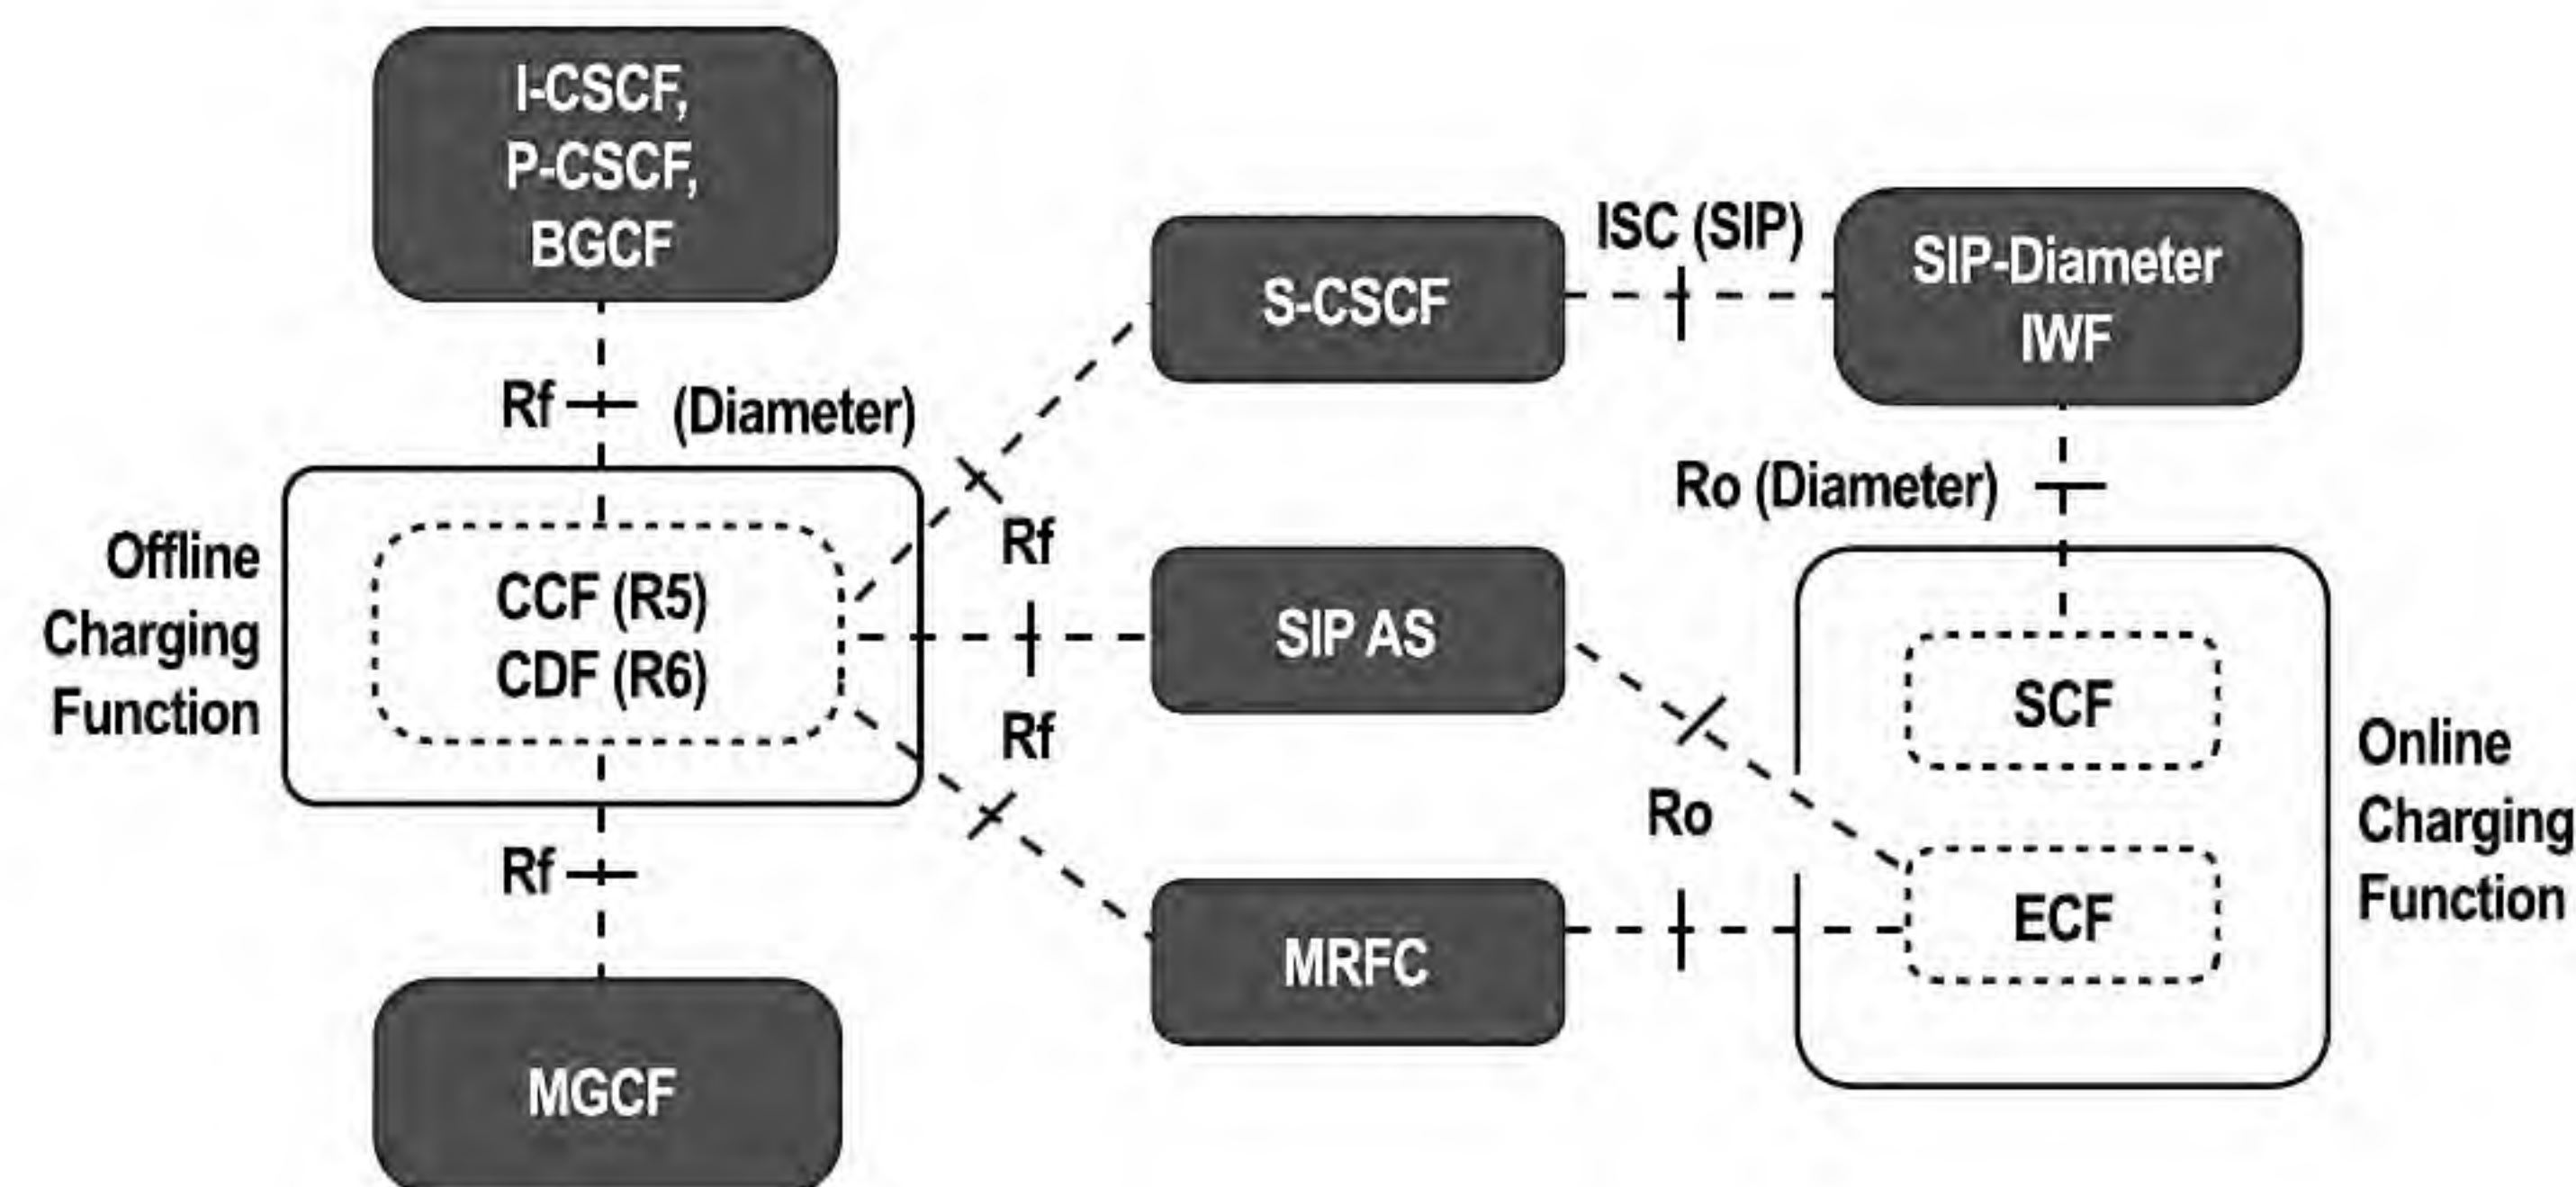 I-CSCF,
P-CSCF,
BGCF
Rf
(Diameter)
Offline
Charging
Function
CCF (R5)
CDF (R6)
Rf
MGCF
Rf
Rf
S-CSCF
SIP AS
MRFC
ISC (SIP)
SIP-Diameter
IWF
Ro (Diameter)
Ro
SCF
ECF
Online
Charging
Function